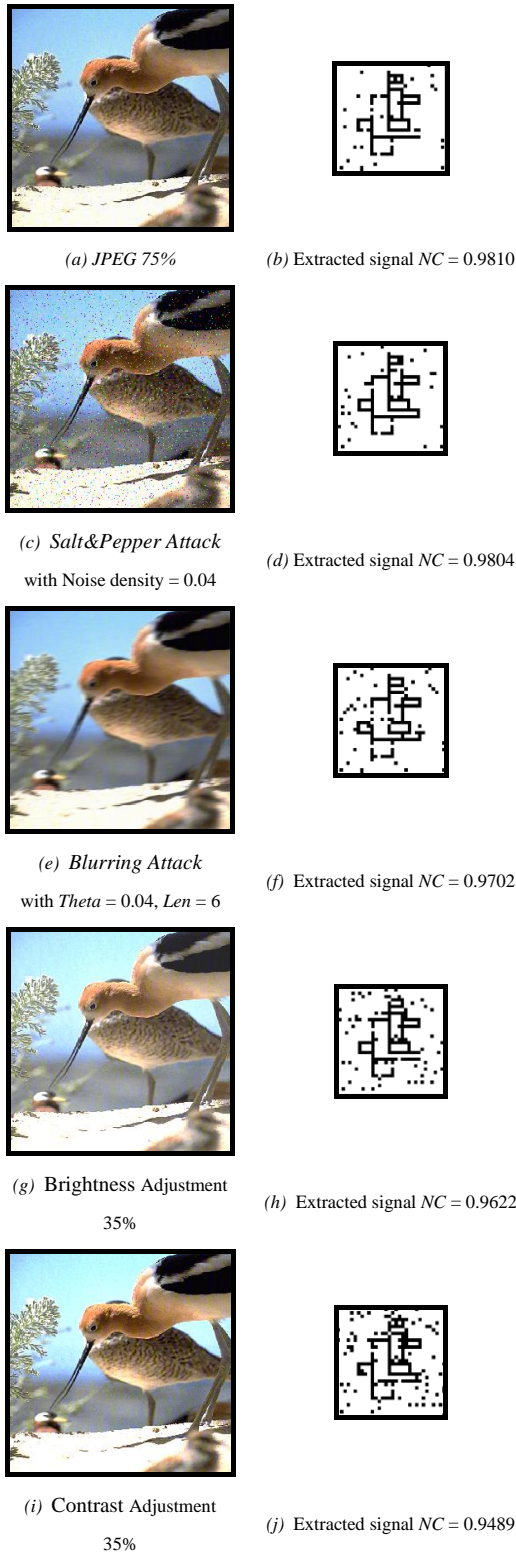 (a) JPEG 75%
(b) Extracted signal NC = 0.9810
(c) Salt&Pepper Attack
with Noise density = 0.04
(d) Extracted signal NC = 0.9804
(e) Blurring Attack
with Theta = 0.04, Len = 6
(f) Extracted signal NC = 0.9702
(g) Brightness Adjustment
35%
(h) Extracted signal NC = 0.9622
(i) Contrast Adjustment
35%
(j) Extracted signal NC = 0.9489